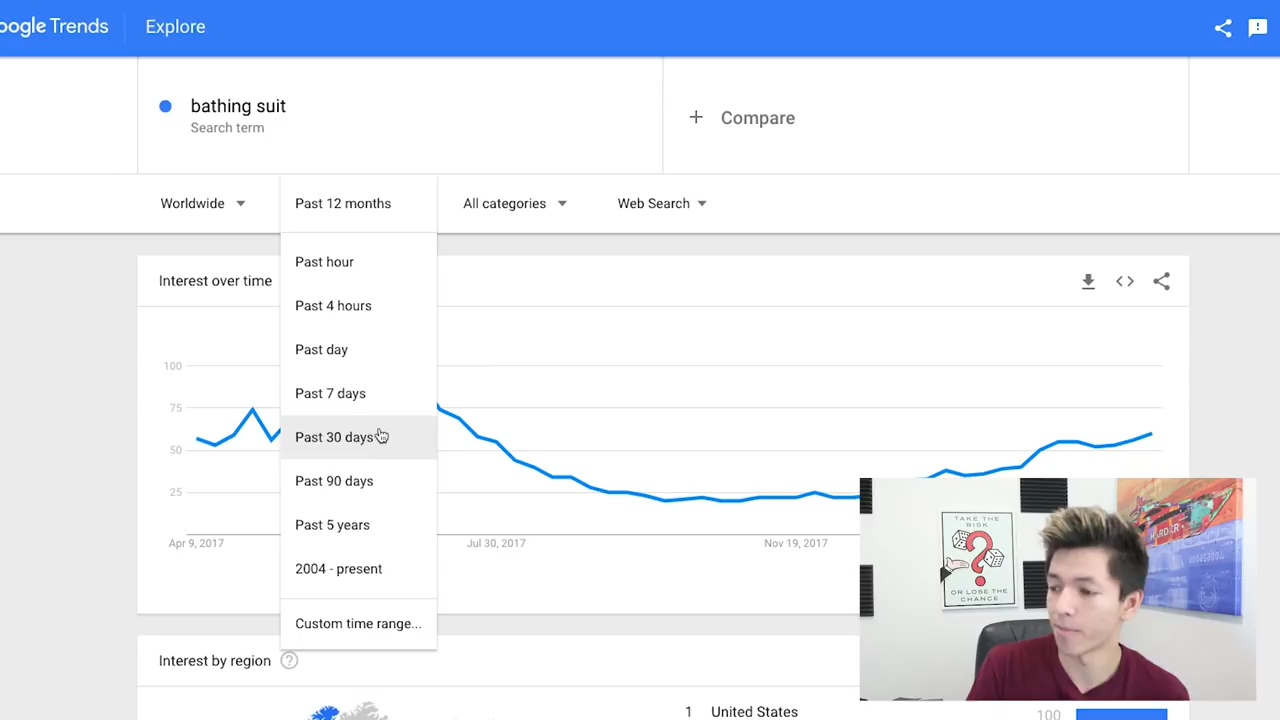 oogle Trends
Explore
bathing suit
Search term
+ Compare
Worldwide
Past 12 months
All categories
Web Search
Past hour
Past 4 hours
Past day
Past 7 days
Past 30 days
Past 90 days
Past 5 years
2004 - present
Custom time range...
Interest over time
100
75
50
25
Apr 9, 2017
Jul 30, 2017
Nov 19, 2017
TAKE THE
RISK
?
OR LOSE THE
CHANCE
Interest by region ?
1 United States
100